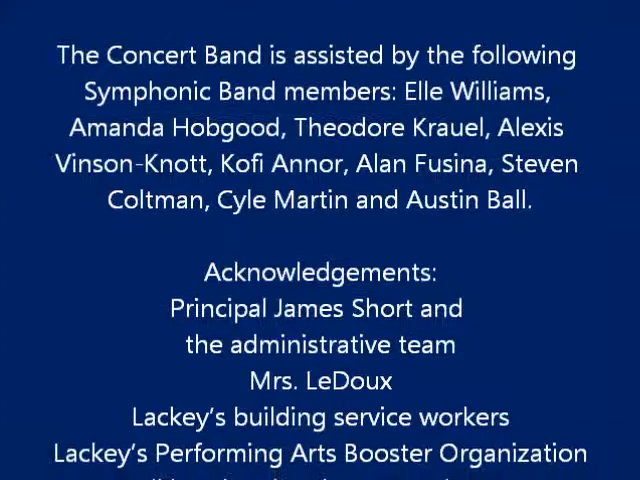 The Concert Band is assisted by the following
Symphonic Band members: Elle Williams,
Amanda Hobgood, Theodore Krauel, Alexis
Vinson-Knott, Kofi Annor, Alan Fusina, Steven
Coltman, Cyle Martin and Austin Ball.
Acknowledgements:
Principal James Short and
the administrative team
Mrs. LeDoux
Lackey’s building service workers
Lackey’s Performing Arts Booster Organization